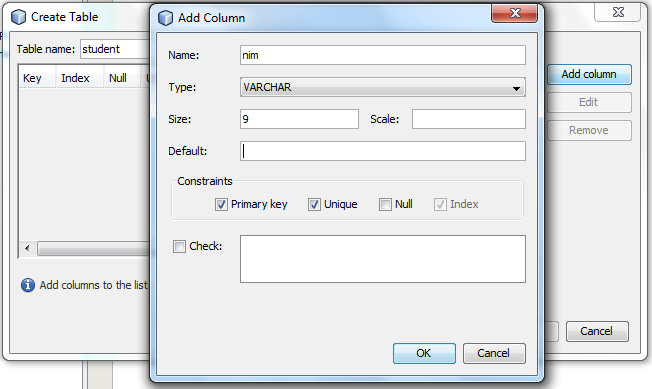 Create Table
Table name: student
Key Index Null U
Add column
Edit
Remove
Add columns to the list
Cancel
Add Column
Name: nim
Type: VARCHAR
Size: 9 Scale:
Default:
Constraints
Primary key Unique Null Index
Check:
OK Cancel